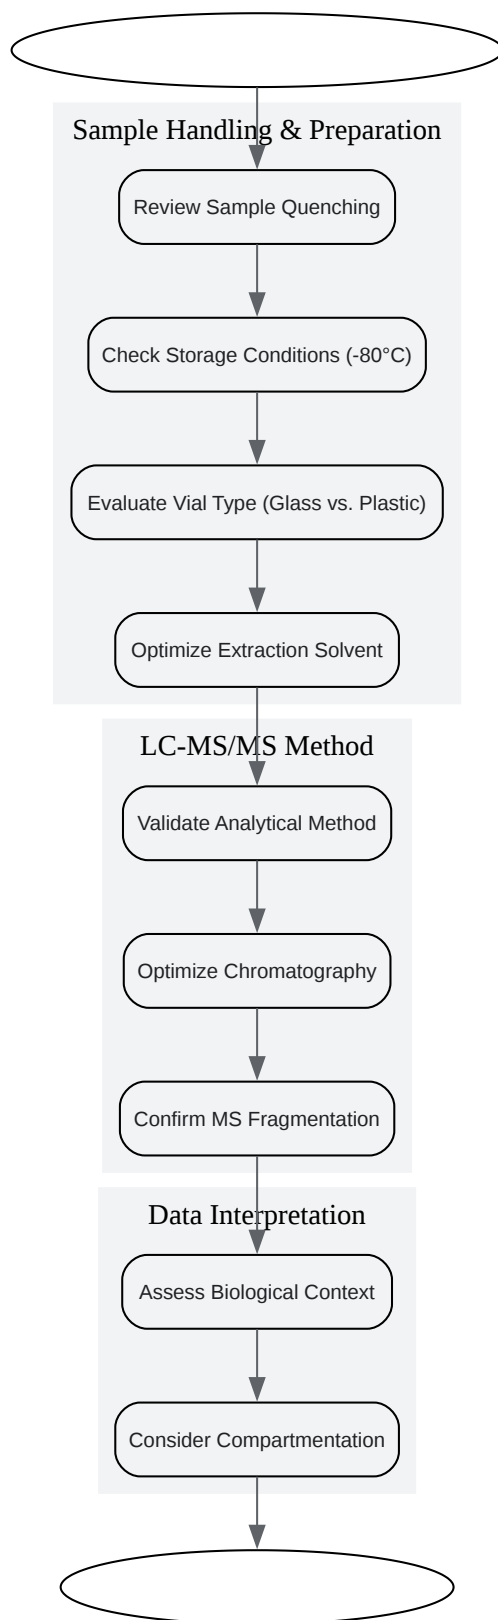 Sample Handling & Preparation
Review Sample Quenching
Check Storage Conditions (-80°C)
Evaluate Vial Type (Glass vs. Plastic)
Optimize Extraction Solvent
LC-MS/MS Method
Validate Analytical Method
Optimize Chromatography
Confirm MS Fragmentation
Data Interpretation
Assess Biological Context
Consider Compartmentation